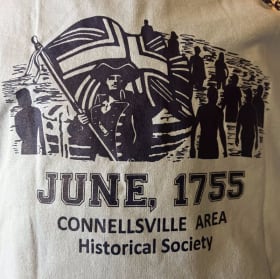 JUNE, 1755
CONNELLSVILLE AREA
Historical Society